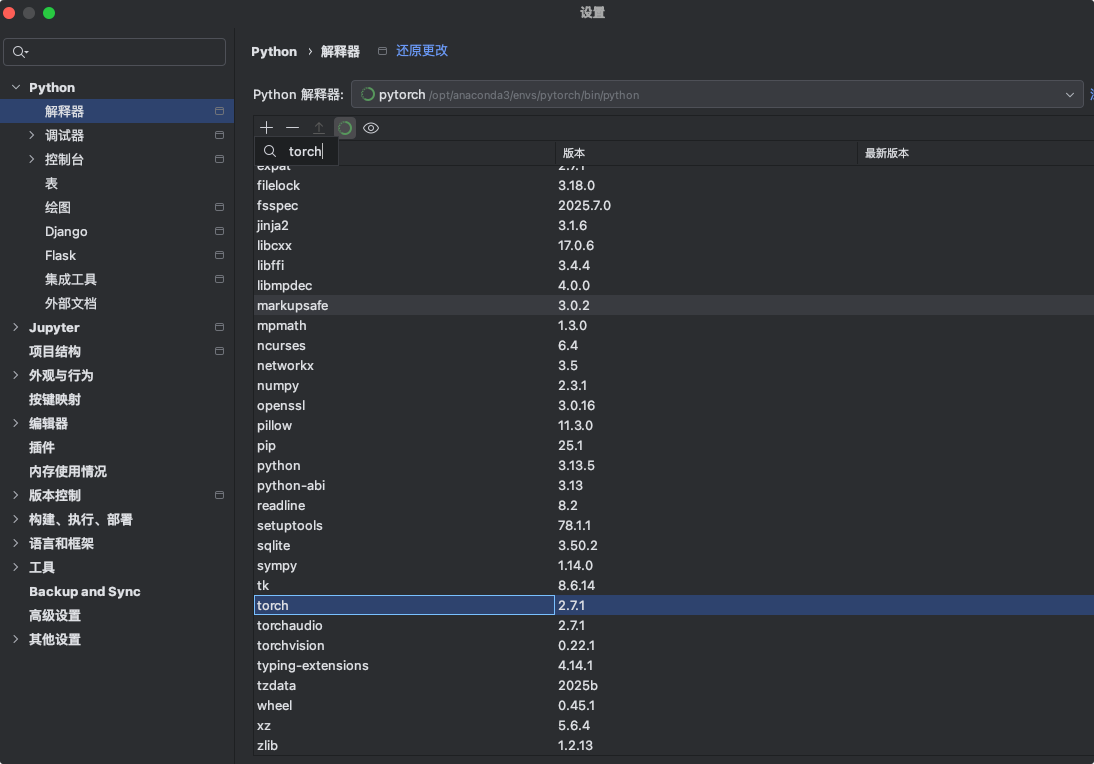 设置
Python › 解释器 还原更改
Python 解释器: pytorch /opt/anaconda3/envs/pytorch/bin/python
Python
解释器
调试器
控制台
表
绘图
Django
Flask
集成工具
外部文档
Jupyter
项目结构
外观与行为
按键映射
编辑器
插件
内存使用情况
版本控制
构建、执行、部署
语言和框架
工具
Backup and Sync
高级设置
其他设置
torch
版本 最新版本
expat 2.7.1
filelock 3.18.0
fsspec 2025.7.0
jinja2 3.1.6
libcxx 17.0.6
libffi 3.4.4
libmpdec 4.0.0
markupsafe 3.0.2
mpmath 1.3.0
ncurses 6.4
networkx 3.5
numpy 2.3.1
openssl 3.0.16
pillow 11.3.0
pip 25.1
python 3.13.5
python-abi 3.13
readline 8.2
setuptools 78.1.1
sqlite 3.50.2
sympy 1.14.0
tk 8.6.14
torch 2.7.1
torchaudio 2.7.1
torchvision 0.22.1
typing-extensions 4.14.1
tzdata 2025b
wheel 0.45.1
xz 5.6.4
zlib 1.2.13